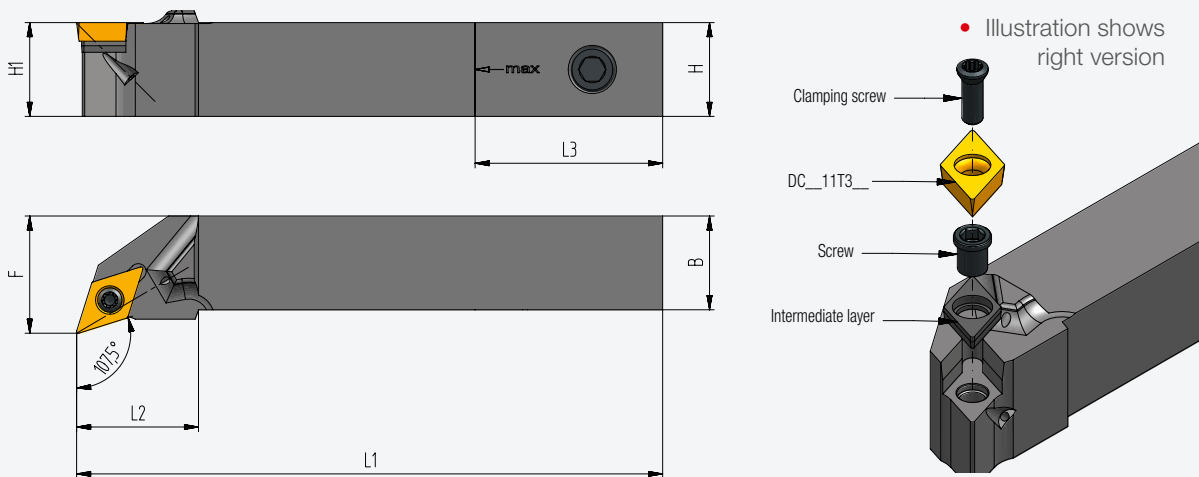 • Illustration shows
right version
H1
max
H
L3
F
B
107,5°
L2
L1
Clamping screw
DC__11T3__
Screw
Intermediate layer